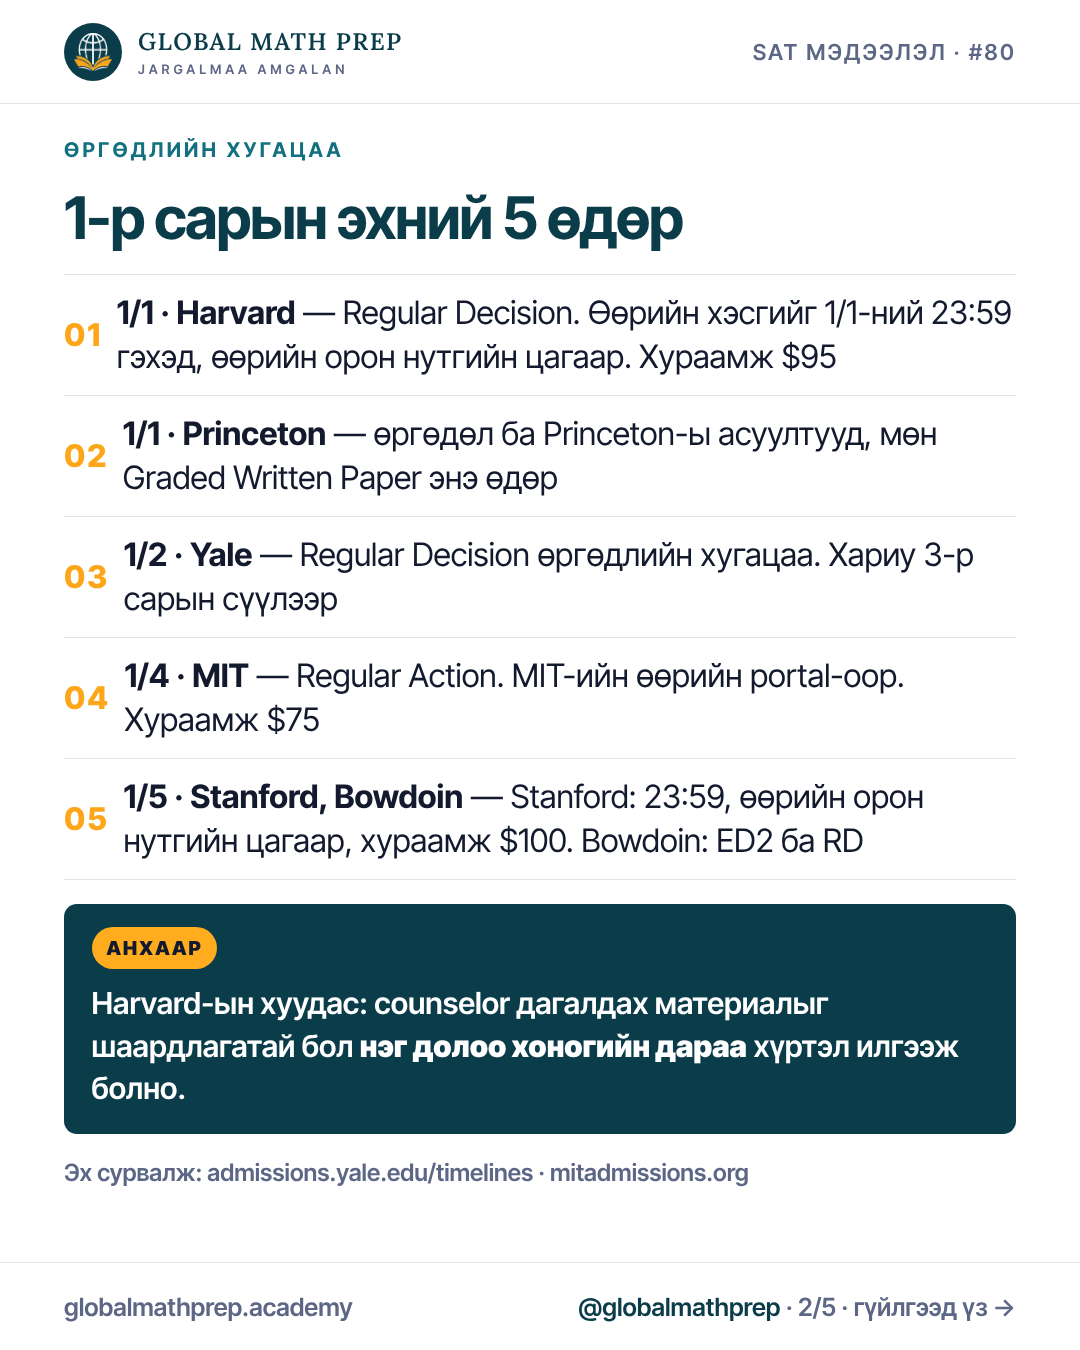 GLOBAL MATH PREP
JARGALMAA AMGALAN
SAT МЭДЭЭЛЭЛ · #80
ӨРГӨДЛИЙН ХУГАЦАА
1-р сарын эхний 5 өдөр
01
1/1 · Harvard — Regular Decision. Өөрийн хэсгийг 1/1-ний 23:59
гэхэд, өөрийн орон нутгийн цагаар. Хураамж $95
02
1/1 · Princeton — өргөдөл ба Princeton-ы асуултууд, мөн
Graded Written Paper энэ өдөр
03
1/2 · Yale — Regular Decision өргөдлийн хугацаа. Хариу 3-р
сарын сүүлээр
04
1/4 · MIT — Regular Action. MIT-ийн өөрийн portal-оор.
Хураамж $75
05
1/5 · Stanford, Bowdoin — Stanford: 23:59, өөрийн орон
нутгийн цагаар, хураамж $100. Bowdoin: ED2 ба RD
АНХААР
Harvard-ын хуудас: counselor дагалдах материалыг
шаардлагатай бол нэг долоо хоногийн дараа хүртэл илгээж
болно.
Эх сурвалж: admissions.yale.edu/timelines · mitadmissions.org
globalmathprep.academy
@globalmathprep · 2/5 · гүйлгээд үз →